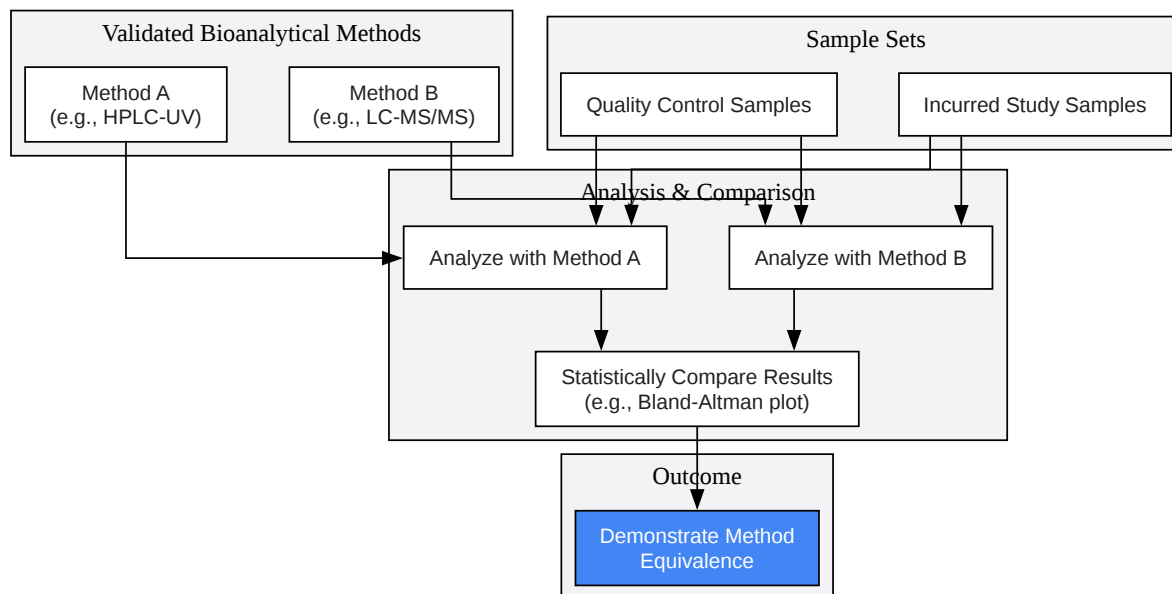 Validated Bioanalytical Methods
Method A
(e.g., HPLC-UV)
Method B
(e.g., LC-MS/MS)
Sample Sets
Quality Control Samples
Incurred Study Samples
Analysis & Comparison
Analyze with Method A
Analyze with Method B
Statistically Compare Results
(e.g., Bland-Altman plot)
Outcome
Demonstrate Method
Equivalence